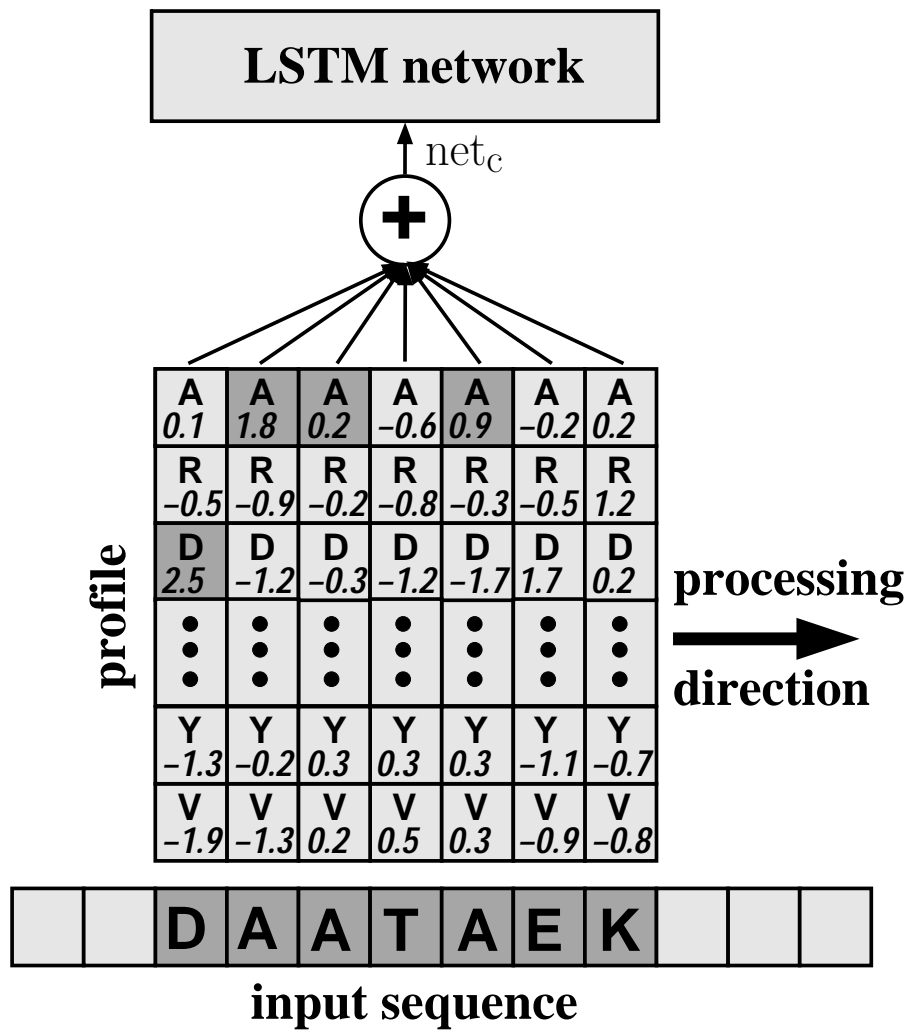 LSTM network
net_c
+
A A A A A A A
0.1 1.8 0.2 −0.6 0.9 −0.2 0.2
R R R R R R R
−0.5 −0.9 −0.2 −0.8 −0.3 −0.5 1.2
D D D D D D D
2.5 −1.2 −0.3 −1.2 −1.7 1.7 0.2
profile
processing
direction
Y Y Y Y Y Y Y
−1.3 −0.2 0.3 0.3 0.3 −1.1 −0.7
V V V V V V V
−1.9 −1.3 0.2 0.5 0.3 −0.9 −0.8
D A A T A E K
input sequence